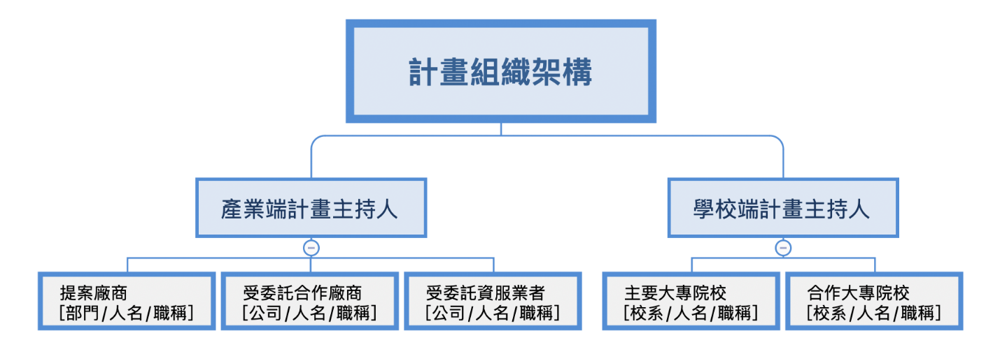 計畫組織架構
產業端計畫主持人
學校端計畫主持人
提案廠商
[部門/人名/職稱]
受委託合作廠商
[公司/人名/職稱]
受委託資服業者
[公司/人名/職稱]
主要大專院校
[校系/人名/職稱]
合作大專院校
[校系/人名/職稱]